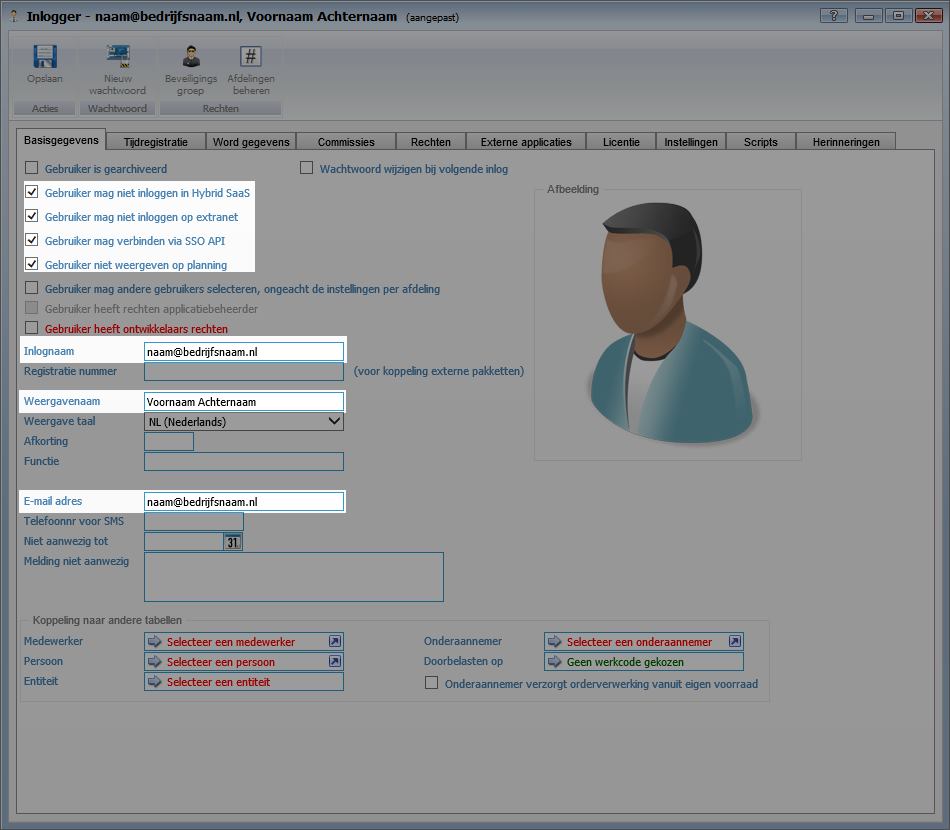 Inlogger - naam@bedrijfsnaam.nl, Voornaam Achternaam (aangepast)
?
Opslaan
Nieuw wachtwoord
Beveiligings groep
#
Afdelingen beheren
Acties
Wachtwoord
Rechten
Basisgegevens
Tijdregistratie
Word gegevens
Commissies
Rechten
Externe applicaties
Licentie
Instellingen
Scripts
Herinneringen
Gebruiker is gearchiveerd
Wachtwoord wijzigen bij volgende inlog
Afbeelding
Gebruiker mag niet inloggen in Hybrid SaaS
Gebruiker mag niet inloggen op extranet
Gebruiker mag verbinden via SSO API
Gebruiker niet weergeven op planning
Gebruiker mag andere gebruikers selecteren, ongeacht de instellingen per afdeling
Gebruiker heeft rechten applicatiebeheerder
Gebruiker heeft ontwikkelaars rechten
Inlognaam naam@bedrijfsnaam.nl
Registratie nummer (voor koppeling externe pakketten)
Weergavenaam Voornaam Achternaam
Weergave taal NL (Nederlands)
Afkorting
Functie
E-mail adres naam@bedrijfsnaam.nl
Telefoonnr voor SMS
Niet aanwezig tot 31
Melding niet aanwezig
Koppeling naar andere tabellen
Medewerker Selecteer een medewerker Onderaannemer Selecteer een onderaannemer
Persoon Selecteer een persoon Doorbelasten op Geen werkcode gekozen
Entiteit Selecteer een entiteit Onderaannemer verzorgt orderverwerking vanuit eigen voorraad